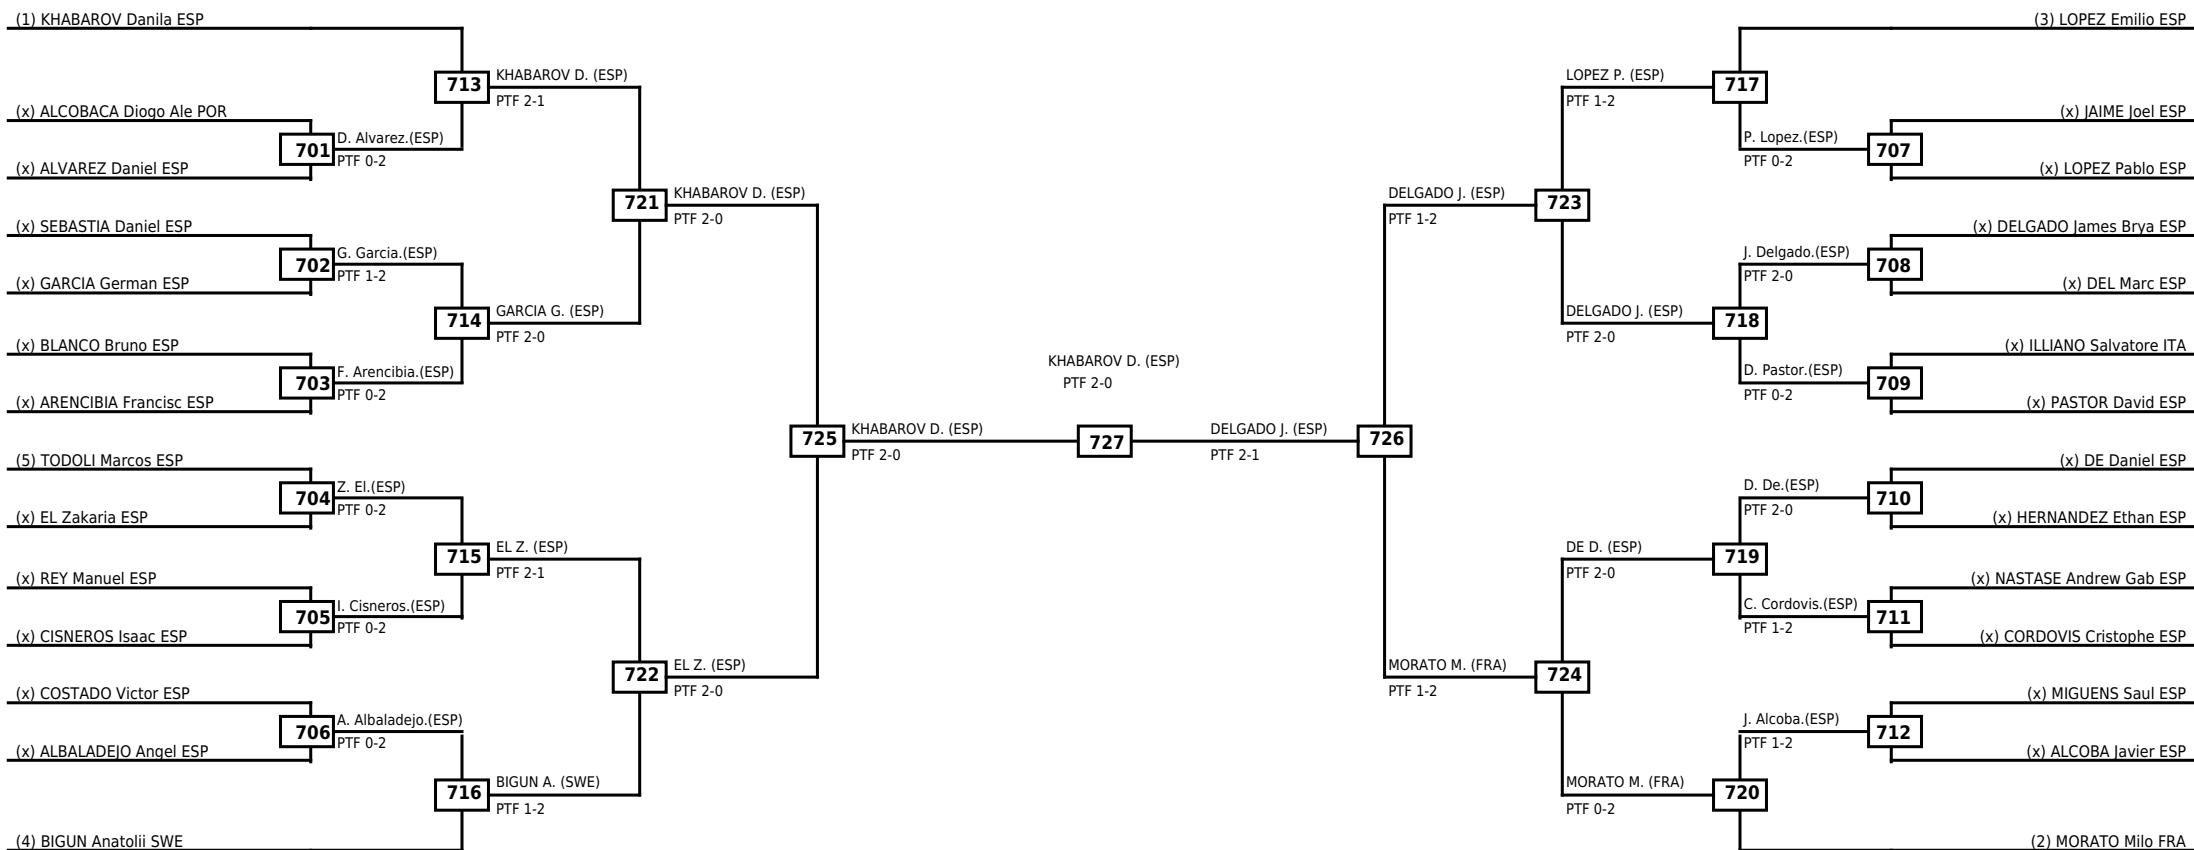 (1) KHABAROV Danila ESP
713
KHABAROV D. (ESP)
PTF 2-1
(x) ALCOBACA Diogo Ale POR
701
D. Alvarez.(ESP)
PTF 0-2
(x) ALVAREZ Daniel ESP
721
KHABAROV D. (ESP)
PTF 2-0
(x) SEBASTIA Daniel ESP
702
G. Garcia.(ESP)
PTF 1-2
(x) GARCIA German ESP
714
GARCIA G. (ESP)
PTF 2-0
(x) BLANCO Bruno ESP
703
F. Arencibia.(ESP)
PTF 0-2
(x) ARENCIBIA Francisc ESP
725
KHABAROV D. (ESP)
PTF 2-0
(5) TODOLI Marcos ESP
704
Z. El.(ESP)
PTF 0-2
(x) EL Zakaria ESP
715
EL Z. (ESP)
PTF 2-1
(x) REY Manuel ESP
705
I. Cisneros.(ESP)
PTF 0-2
(x) CISNEROS Isaac ESP
722
EL Z. (ESP)
PTF 2-0
(x) COSTADO Victor ESP
706
A. Albaladejo.(ESP)
PTF 0-2
(x) ALBALADEJO Angel ESP
716
BIGUN A. (SWE)
PTF 1-2
(4) BIGUN Anatolii SWE
KHABAROV D. (ESP)
PTF 2-0
727
(3) LOPEZ Emilio ESP
LOPEZ P. (ESP)
PTF 1-2
717
(x) JAIME Joel ESP
P. Lopez.(ESP)
PTF 0-2
707
(x) LOPEZ Pablo ESP
DELGADO J. (ESP)
PTF 1-2
723
(x) DELGADO James Brya ESP
J. Delgado.(ESP)
PTF 2-0
708
(x) DEL Marc ESP
DELGADO J. (ESP)
PTF 2-0
718
(x) ILLIANO Salvatore ITA
D. Pastor.(ESP)
PTF 0-2
709
(x) PASTOR David ESP
DELGADO J. (ESP)
PTF 2-1
726
(x) DE Daniel ESP
D. De.(ESP)
PTF 2-0
710
(x) HERNANDEZ Ethan ESP
DE D. (ESP)
PTF 2-0
719
(x) NASTASE Andrew Gab ESP
C. Cordovis.(ESP)
PTF 1-2
711
(x) CORDOVIS Cristophe ESP
MORATO M. (FRA)
PTF 1-2
724
(x) MIGUENS Saul ESP
J. Alcoba.(ESP)
PTF 1-2
712
(x) ALCOBA Javier ESP
MORATO M. (FRA)
PTF 0-2
720
(2) MORATO Milo FRA